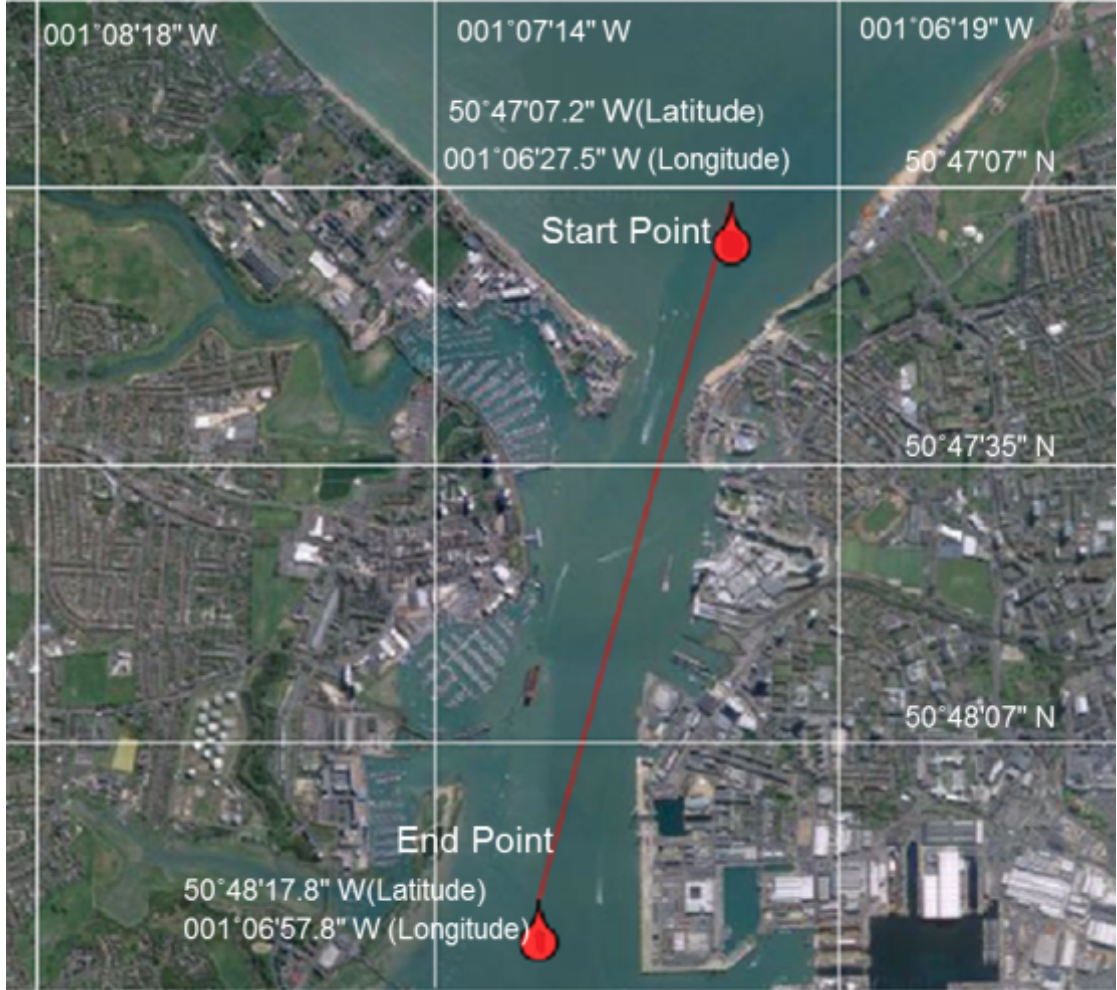 001°08'18" W
001°07'14" W
001°06'19" W
50°47'07.2" W(Latitude)
001°06'27.5" W (Longitude)
50°47'07" N
Start Point
50°47'35" N
50°48'07" N
End Point
50°48'17.8" W(Latitude)
001°06'57.8" W (Longitude)